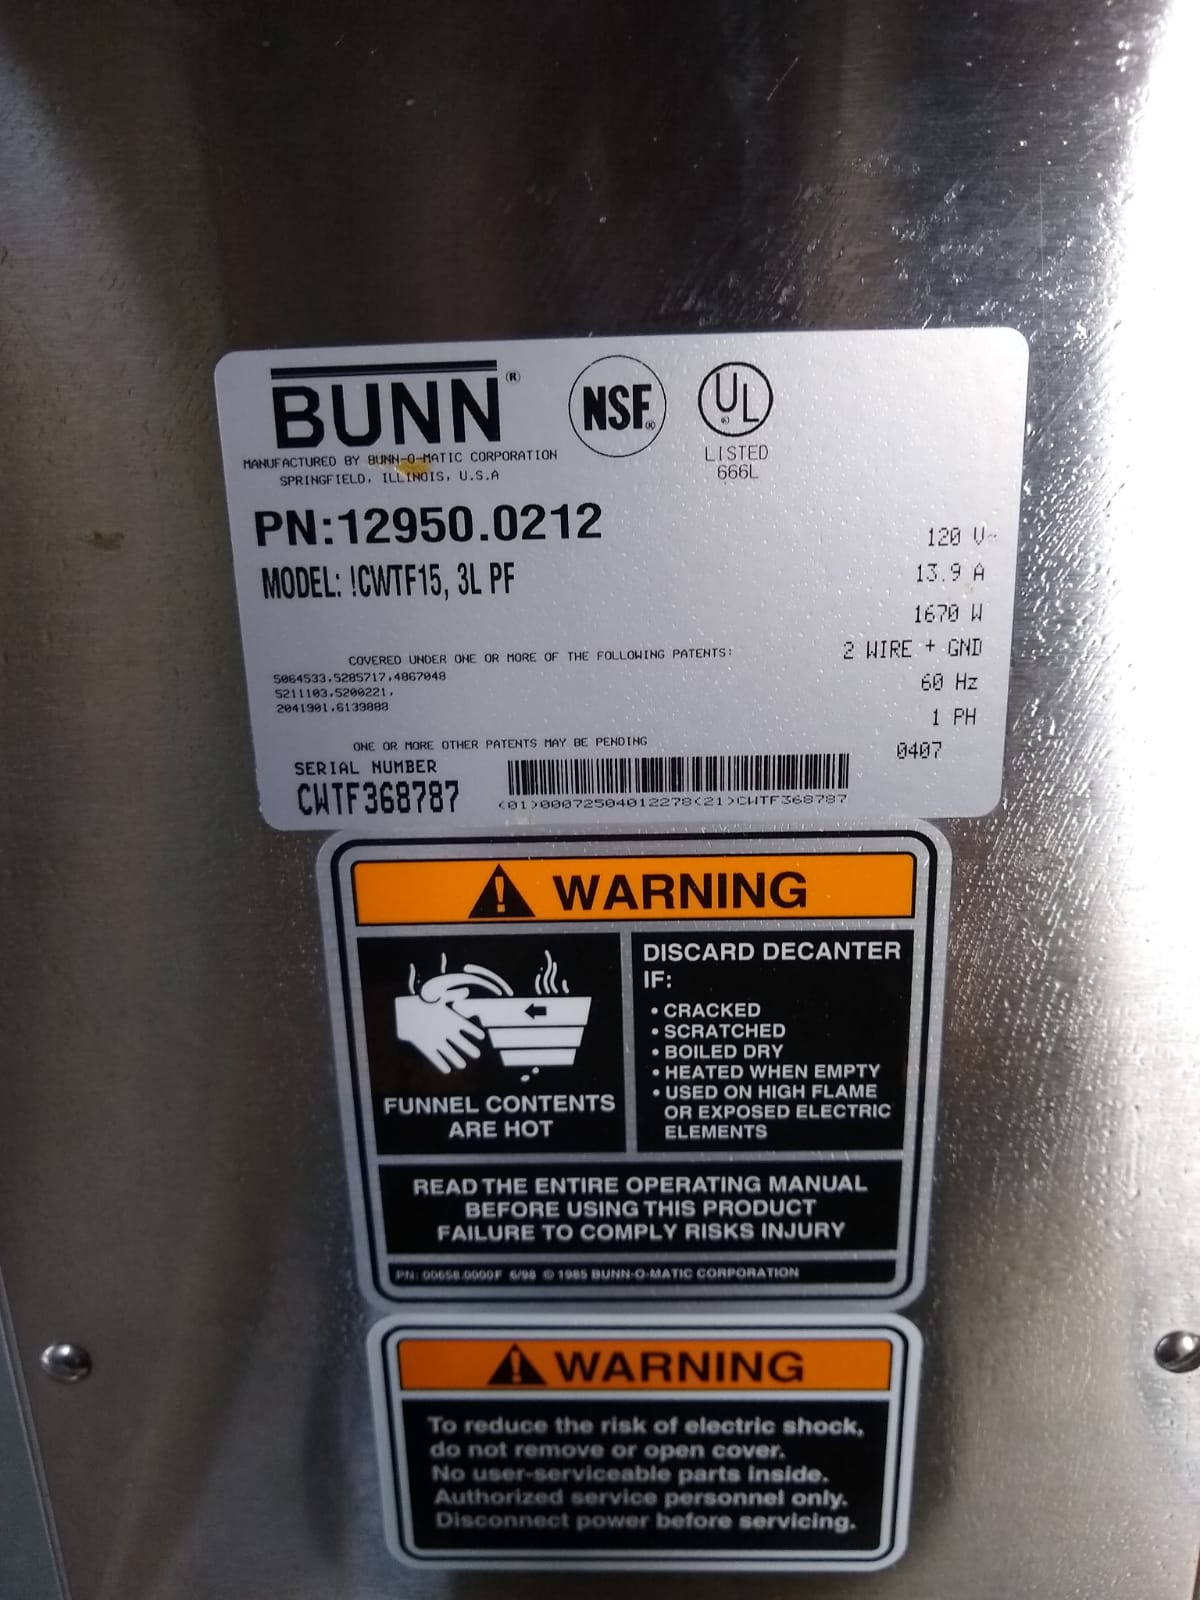 BUNN®
NSF®
UL®
LISTED
666L
MANUFACTURED BY BUNN-O-MATIC CORPORATION
SPRINGFIELD, ILLINOIS, U.S.A
PN:12950.0212
MODEL: !CWTF15, 3L PF
120 V~
13.9 A
1670 W
2 WIRE + GND
60 Hz
1 PH
0407
COVERED UNDER ONE OR MORE OF THE FOLLOWING PATENTS:
5064533,5285717,4867048
5211103,5200221,
2041901,6139888
ONE OR MORE OTHER PATENTS MAY BE PENDING
SERIAL NUMBER
CWTF368787
(01)00072504012278(21)CWTF368787
WARNING
FUNNEL CONTENTS
ARE HOT
DISCARD DECANTER
IF:
• CRACKED
• SCRATCHED
• BOILED DRY
• HEATED WHEN EMPTY
• USED ON HIGH FLAME
OR EXPOSED ELECTRIC
ELEMENTS
READ THE ENTIRE OPERATING MANUAL
BEFORE USING THIS PRODUCT
FAILURE TO COMPLY RISKS INJURY
PN: 00658.0000F 6/98 © 1985 BUNN-O-MATIC CORPORATION
WARNING
To reduce the risk of electric shock,
do not remove or open cover.
No user-serviceable parts inside.
Authorized service personnel only.
Disconnect power before servicing.